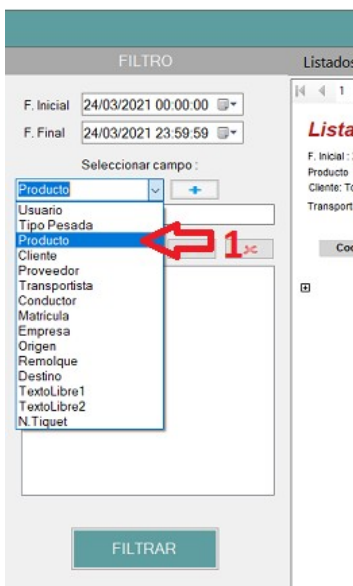 FILTRO
Listados
1
F. Inicial 24/03/2021 00:00:00
F. Final 24/03/2021 23:59:59
Seleccionar campo :
Producto
+
Usuario
Tipo Pesada
Producto
Cliente
Proveedor
Transportista
Conductor
Matrícula
Empresa
Origen
Remolque
Destino
TextoLibre1
TextoLibre2
N.Tiquet
1
FILTRAR
Lista
F. Inicial :
Producto
Cliente: To
Transport
Co